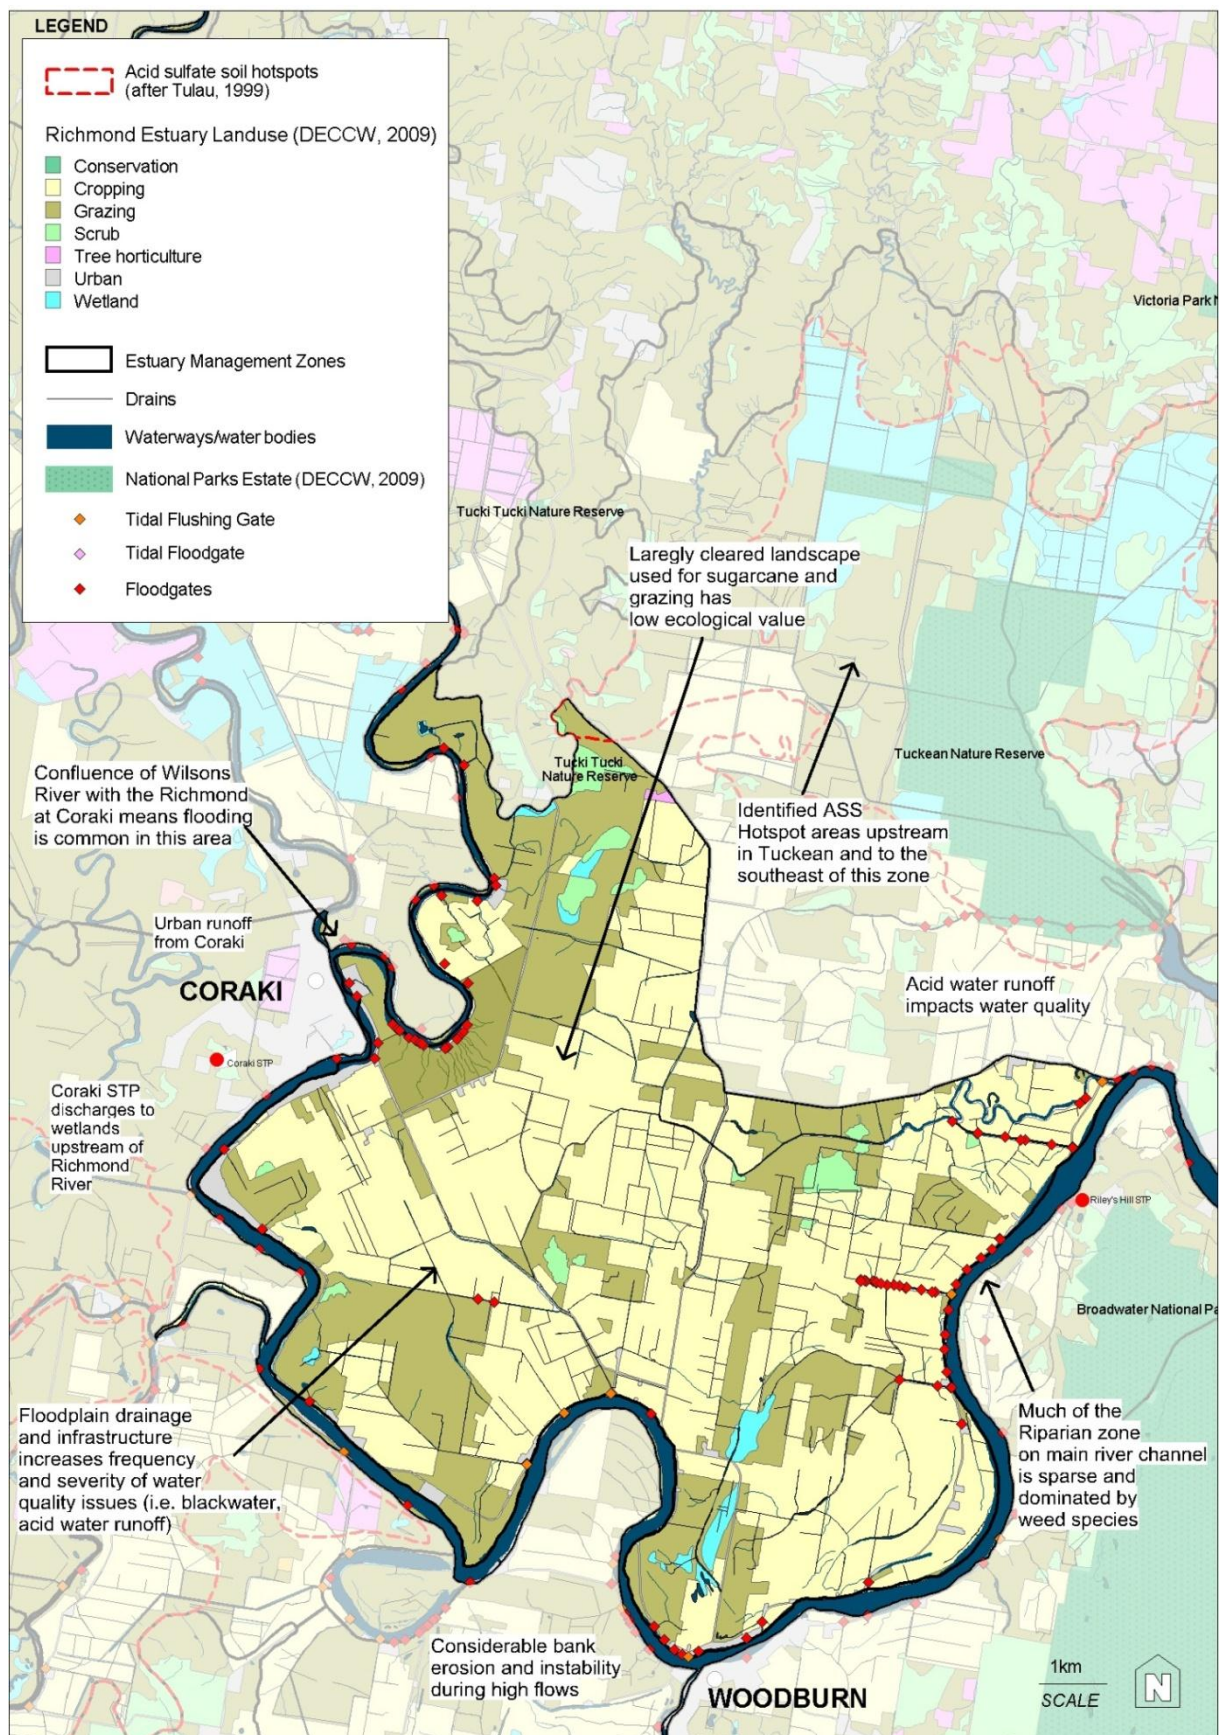 LEGEND
Acid sulfate soil hotspots
(after Tulau, 1999)
Richmond Estuary Landuse (DECCW, 2009)
Conservation
Cropping
Grazing
Scrub
Tree horticulture
Urban
Wetland
Estuary Management Zones
Drains
Waterways/water bodies
National Parks Estate (DECCW, 2009)
Tidal Flushing Gate
Tidal Floodgate
Floodgates
Victoria Park N
Tucki Tucki Nature Reserve
Laregly cleared landscape
used for sugarcane and
grazing has
low ecological value
Tuckean Nature Reserve
Tucki Tucki
Nature Reserve
Confluence of Wilsons
River with the Richmond
at Coraki means flooding
is common in this area
Identified ASS
Hotspot areas upstream
in Tuckean and to the
southeast of this zone
Urban runoff
from Coraki
CORAKI
Acid water runoff
impacts water quality
Coraki STP
Coraki STP
discharges to
wetlands
upstream of
Richmond
River
Riley's Hill STP
Broadwater National Pa
Floodplain drainage
and infrastructure
increases frequency
and severity of water
quality issues (i.e. blackwater,
acid water runoff)
Much of the
Riparian zone
on main river channel
is sparse and
dominated by
weed species
Considerable bank
erosion and instability
during high flows
WOODBURN
1km
SCALE
N